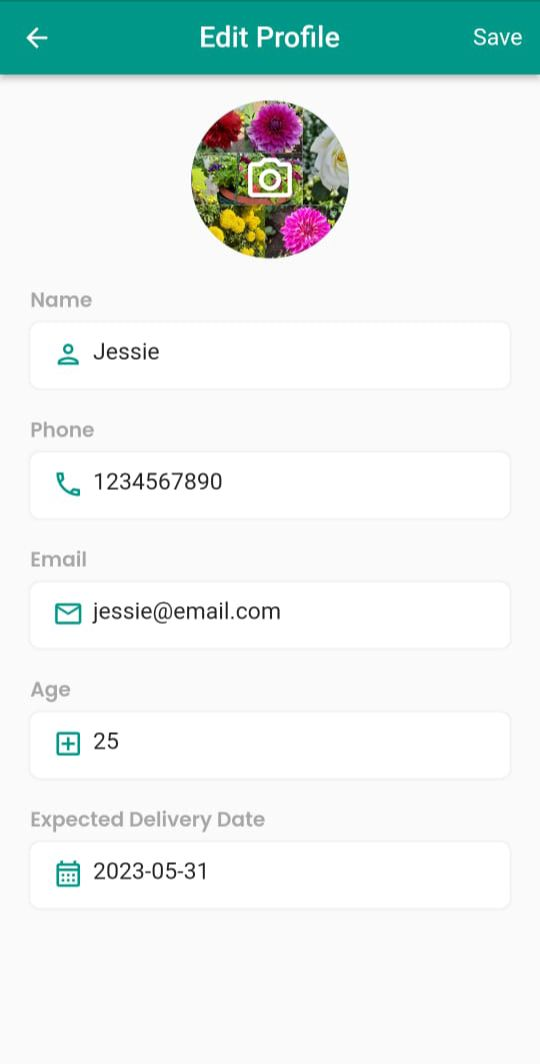 Edit Profile
Save
Name
Jessie
Phone
1234567890
Email
jessie@email.com
Age
25
Expected Delivery Date
2023-05-31